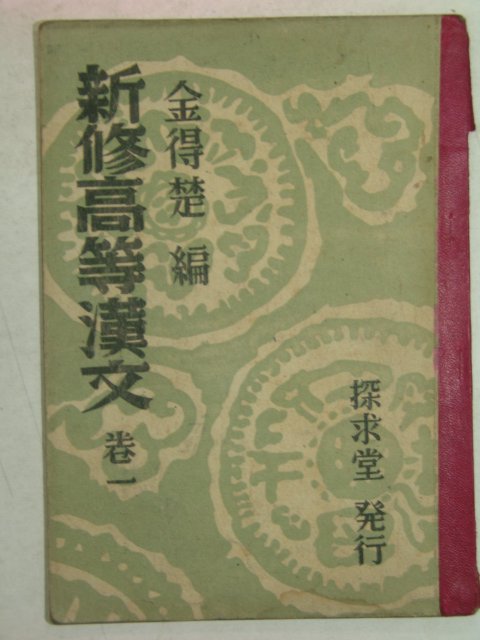 探求堂 発行
金得楚 編
新修高等漢文 卷一